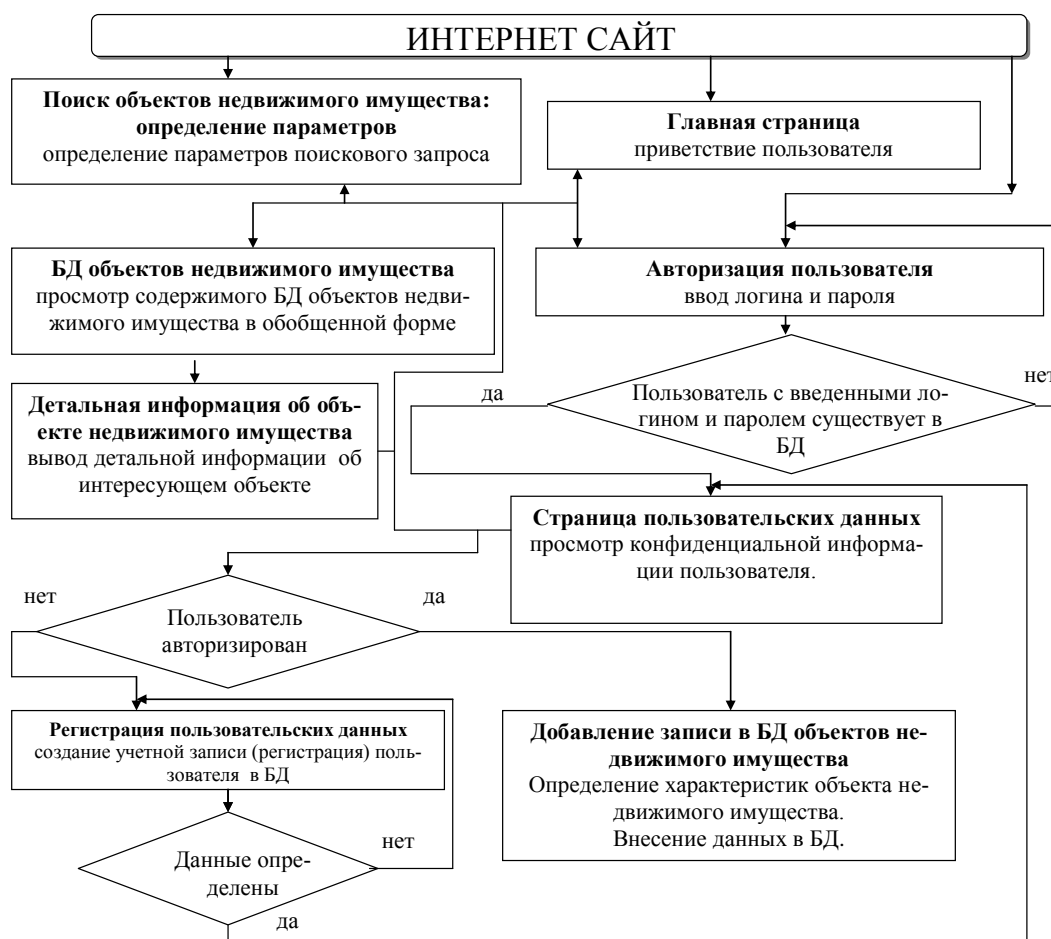 ИНТЕРНЕТ САЙТ
Поиск объектов недвижимого имущества:
определение параметров
определение параметров поискового запроса
Главная страница
приветствие пользователя
БД объектов недвижимого имущества
просмотр содержимого БД объектов недви-
жимого имущества в обобщенной форме
Авторизация пользователя
ввод логина и пароля
Детальная информация об объ-
екте недвижимого имущества
вывод детальной информации об
интересующем объекте
да
Пользователь с введенными ло-
гином и паролем существует в
БД
нет
Страница пользовательских данных
просмотр конфиденциальной информа-
ции пользователя.
нет
Пользователь
авторизирован
да
Регистрация пользовательских данных
создание учетной записи (регистрация) поль-
зователя в БД
Добавление записи в БД объектов не-
движимого имущества
Определение характеристик объекта не-
движимого имущества.
Внесение данных в БД.
Данные опре-
делены
нет
да